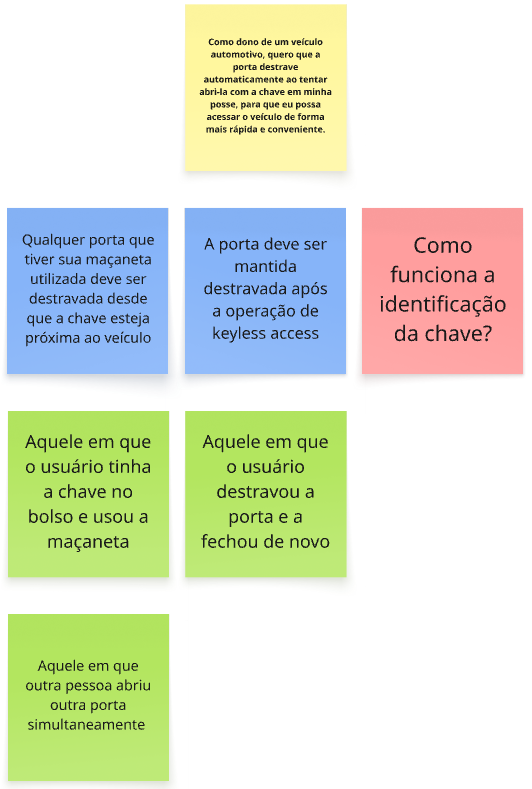 Como dono de um veículo
automotivo, quero que a
porta destrave
automaticamente ao tentar
abri-la com a chave em minha
posse, para que eu possa
acessar o veículo de forma
mais rápida e conveniente.
Qualquer porta que
tiver sua maçaneta
utilizada deve ser
destravada desde
que a chave esteja
próxima ao veículo
A porta deve ser
mantida
destravada após
a operação de
keyless access
Como
funciona a
identificação
da chave?
Aquele em que
o usuário tinha
a chave no
bolso e usou a
maçaneta
Aquele em que
o usuário
destravou a
porta e a
fechou de novo
Aquele em que
outra pessoa abriu
outra porta
simultaneamente